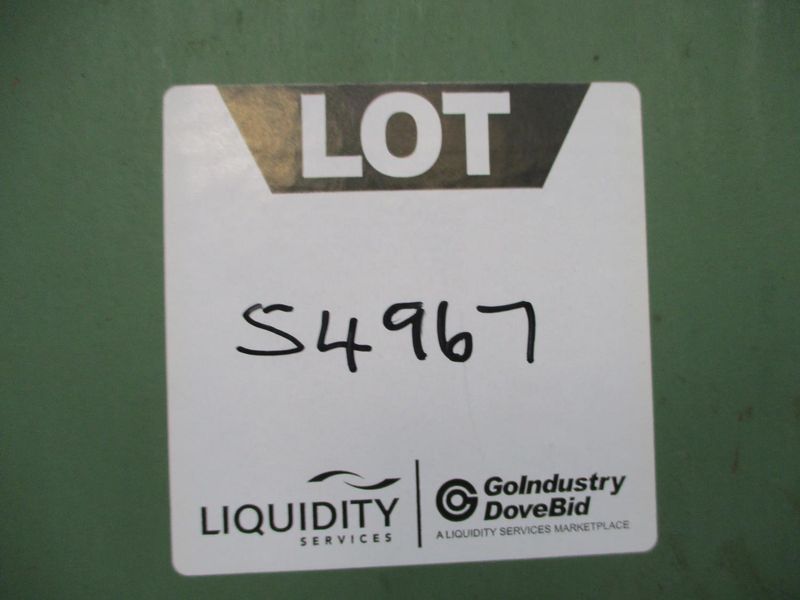 LOT
S4967
LIQUIDITY
SERVICES
GoIndustry
DoveBid
A LIQUIDITY SERVICES MARKETPLACE